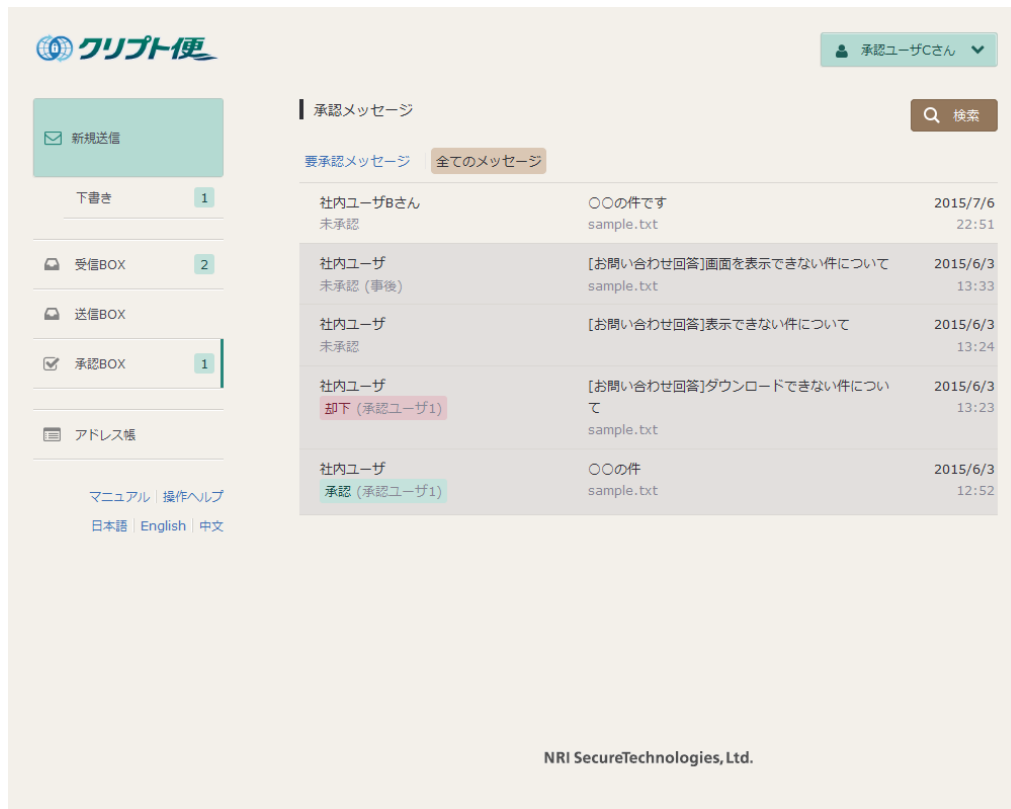 クリプト便
承認ユーザCさん
新規送信
下書き 1
受信BOX 2
送信BOX
承認BOX 1
アドレス帳
マニュアル 操作ヘルプ
日本語 English 中文
承認メッセージ
検索
要承認メッセージ 全てのメッセージ
社内ユーザBさん ○○の件です 2015/7/6
未承認 sample.txt 22:51
社内ユーザ [お問い合わせ回答]画面を表示できない件について 2015/6/3
未承認 (事後) sample.txt 13:33
社内ユーザ [お問い合わせ回答]表示できない件について 2015/6/3
未承認 13:24
社内ユーザ [お問い合わせ回答]ダウンロードできない件につい 2015/6/3
却下 (承認ユーザ1) て 13:23
sample.txt
社内ユーザ ○○の件 2015/6/3
承認 (承認ユーザ1) sample.txt 12:52
NRI SecureTechnologies, Ltd.